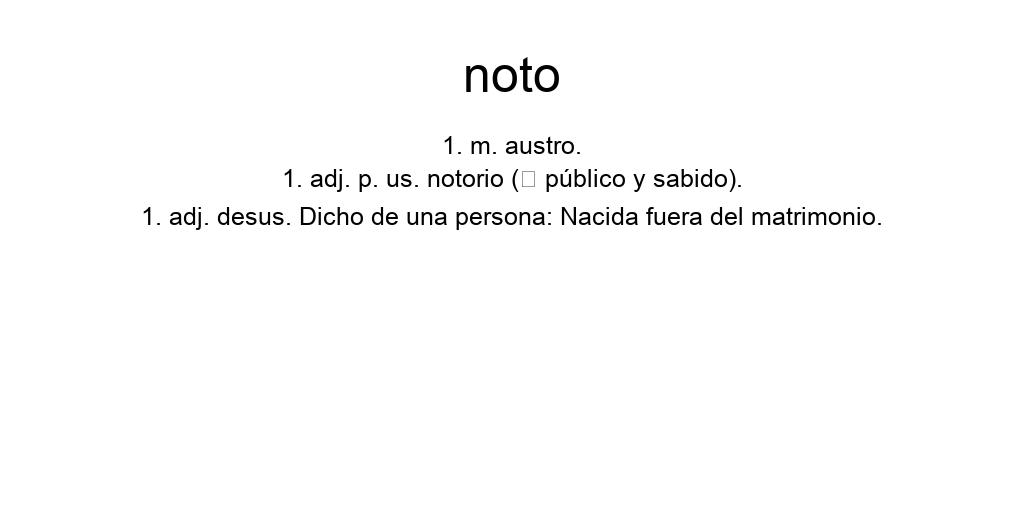 noto
1. m. austro.
1. adj. p. us. notorio (□ público y sabido).
1. adj. desus. Dicho de una persona: Nacida fuera del matrimonio.